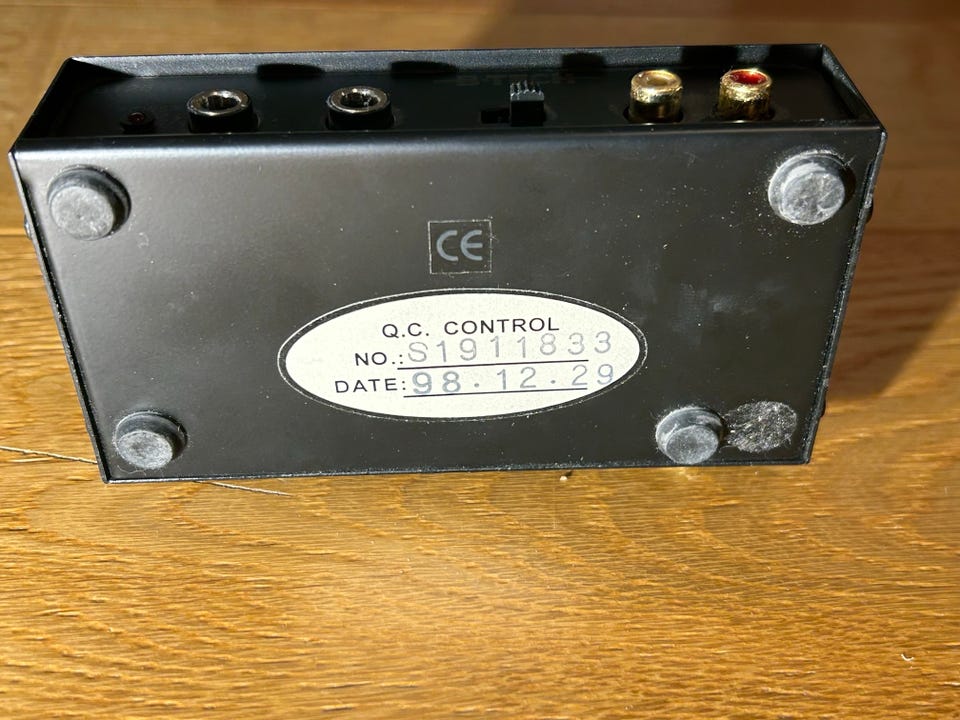 CE
Q.C. CONTROL
NO.:S1911833
DATE:98.12.29